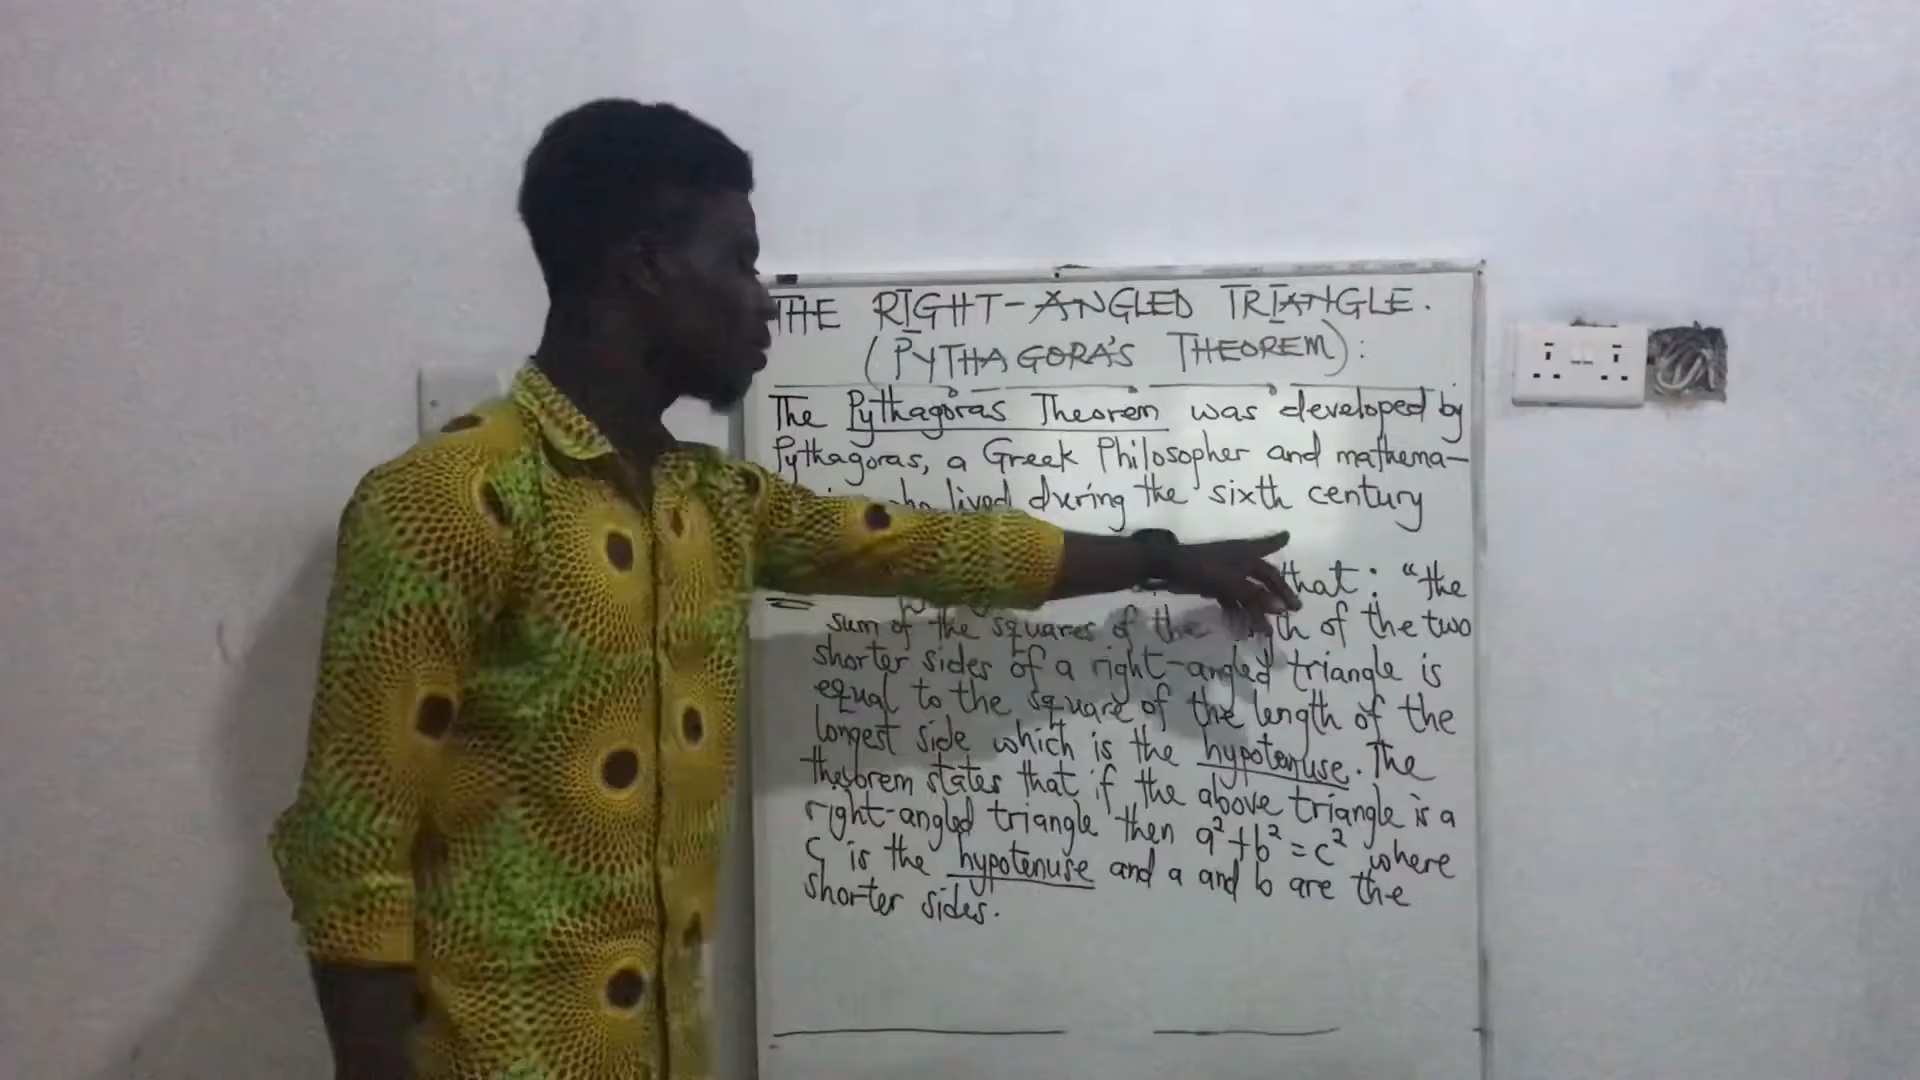 THE RIGHT-ANGLED TRIANGLE.
(PYTHAGORA'S THEOREM):
The Pythagoras Theorem was developed by
Pythagoras, a Greek Philosopher and mathema-
lived during the sixth century
that: "the
sum of the squares of the of the two
shorter sides of a right-angled triangle is
equal to the square of the length of the
longest side which is the hypotenuse. The
theorem states that if the above triangle is a
right-angled triangle then a²+b²=c² where
C is the hypotenuse and a and b are the
shorter sides.